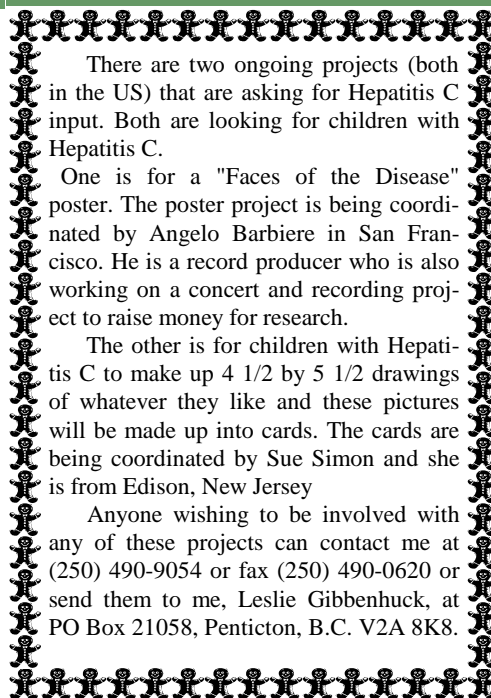 There are two ongoing projects (both
in the US) that are asking for Hepatitis C
input. Both are looking for children with
Hepatitis C.
One is for a "Faces of the Disease"
poster. The poster project is being coordi-
nated by Angelo Barbiere in San Fran-
cisco. He is a record producer who is also
working on a concert and recording proj-
ect to raise money for research.
The other is for children with Hepati-
tis C to make up 4 1/2 by 5 1/2 drawings
of whatever they like and these pictures
will be made up into cards. The cards are
being coordinated by Sue Simon and she
is from Edison, New Jersey
Anyone wishing to be involved with
any of these projects can contact me at
(250) 490-9054 or fax (250) 490-0620 or
send them to me, Leslie Gibbenhuck, at
PO Box 21058, Penticton, B.C. V2A 8K8.